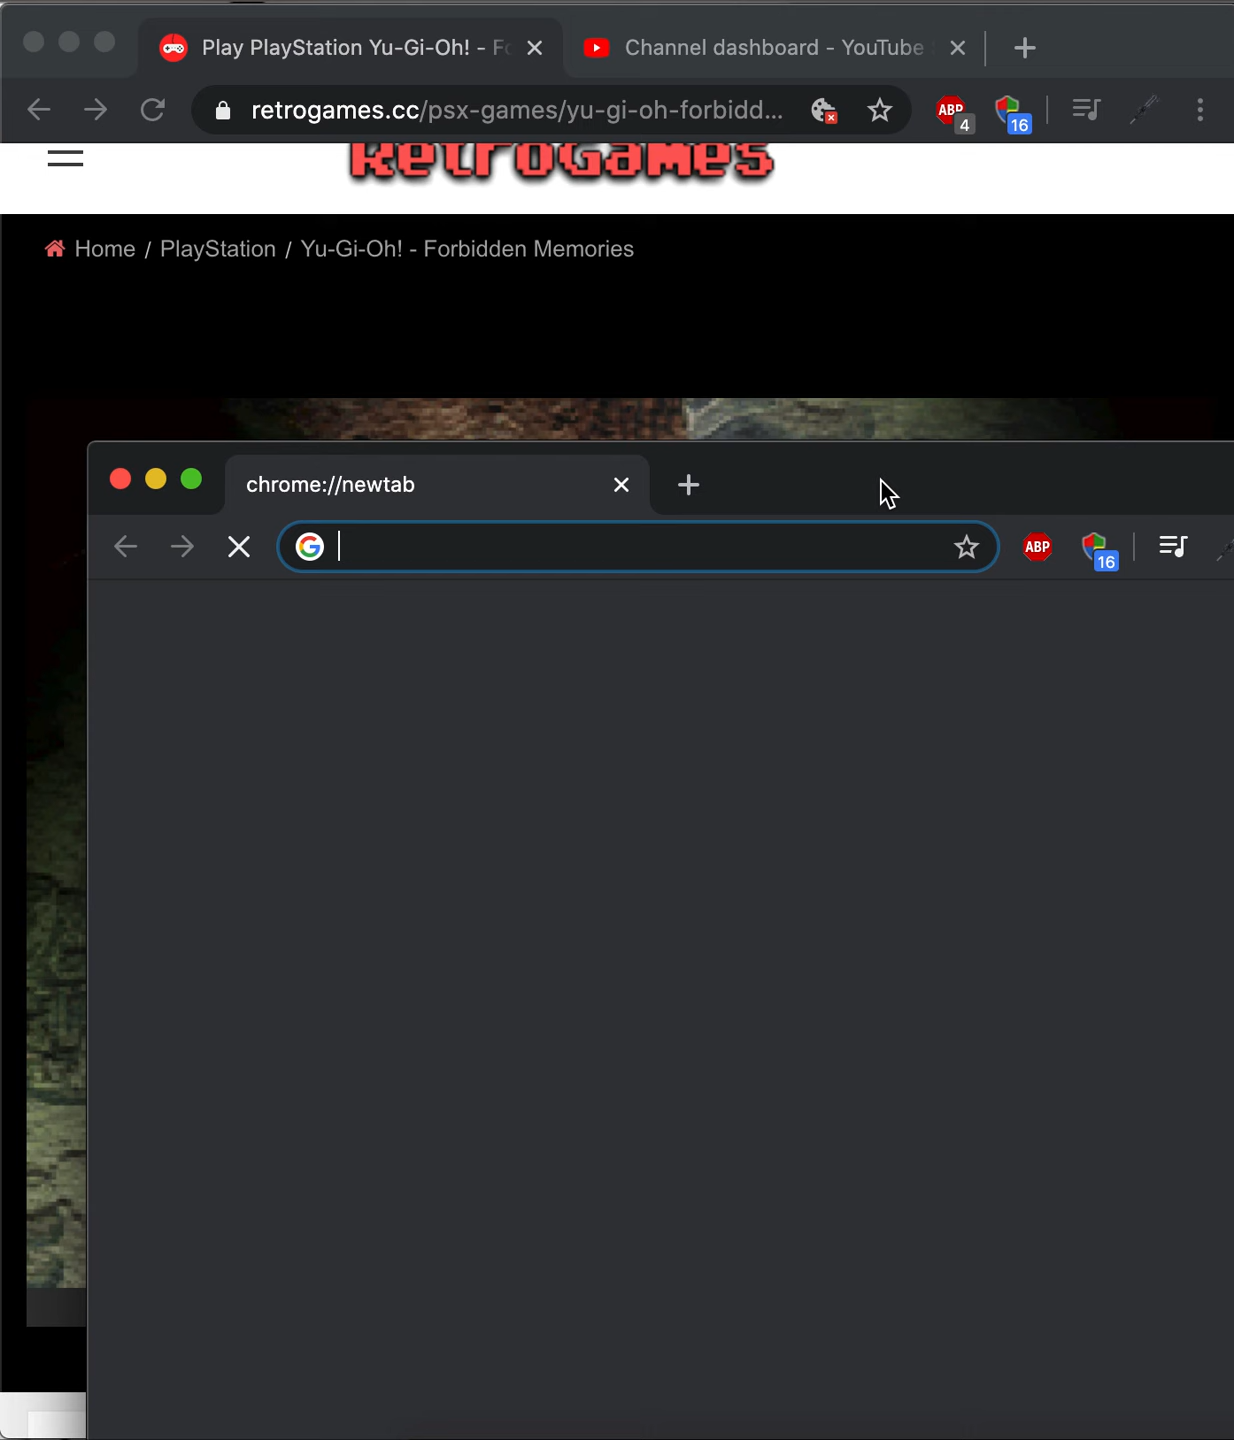 Play PlayStation Yu-Gi-Oh! - Fo
Channel dashboard - YouTube
retrogames.cc/psx-games/yu-gi-oh-forbidd...
ABP
4
16
RetroGames
Home / PlayStation / Yu-Gi-Oh! - Forbidden Memories
chrome://newtab
G
ABP
16